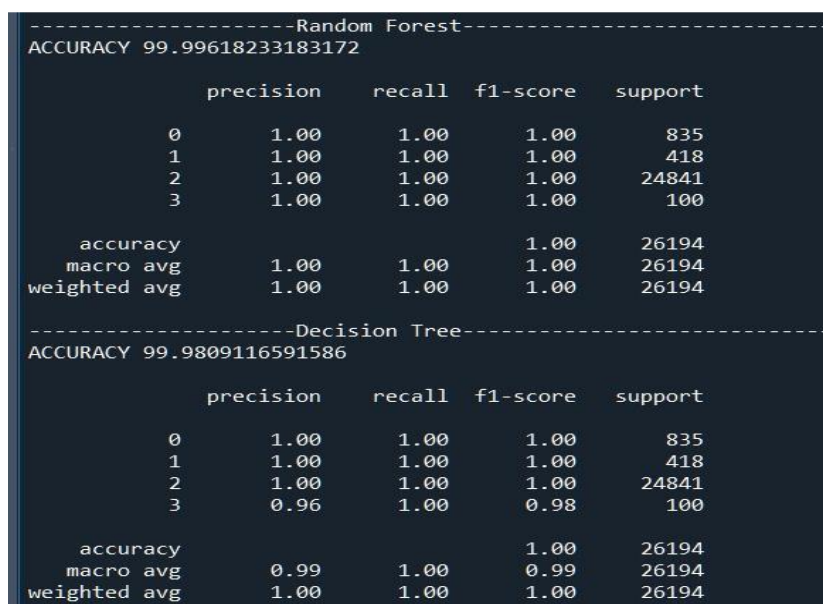 ----------------------Random Forest------------------------------
ACCURACY 99.99618233183172
precision recall f1-score support
0 1.00 1.00 1.00 835
1 1.00 1.00 1.00 418
2 1.00 1.00 1.00 24841
3 1.00 1.00 1.00 100
accuracy 1.00 26194
macro avg 1.00 1.00 1.00 26194
weighted avg 1.00 1.00 1.00 26194
----------------------Decision Tree------------------------------
ACCURACY 99.9809116591586
precision recall f1-score support
0 1.00 1.00 1.00 835
1 1.00 1.00 1.00 418
2 1.00 1.00 1.00 24841
3 0.96 1.00 0.98 100
accuracy 1.00 26194
macro avg 0.99 1.00 0.99 26194
weighted avg 1.00 1.00 1.00 26194